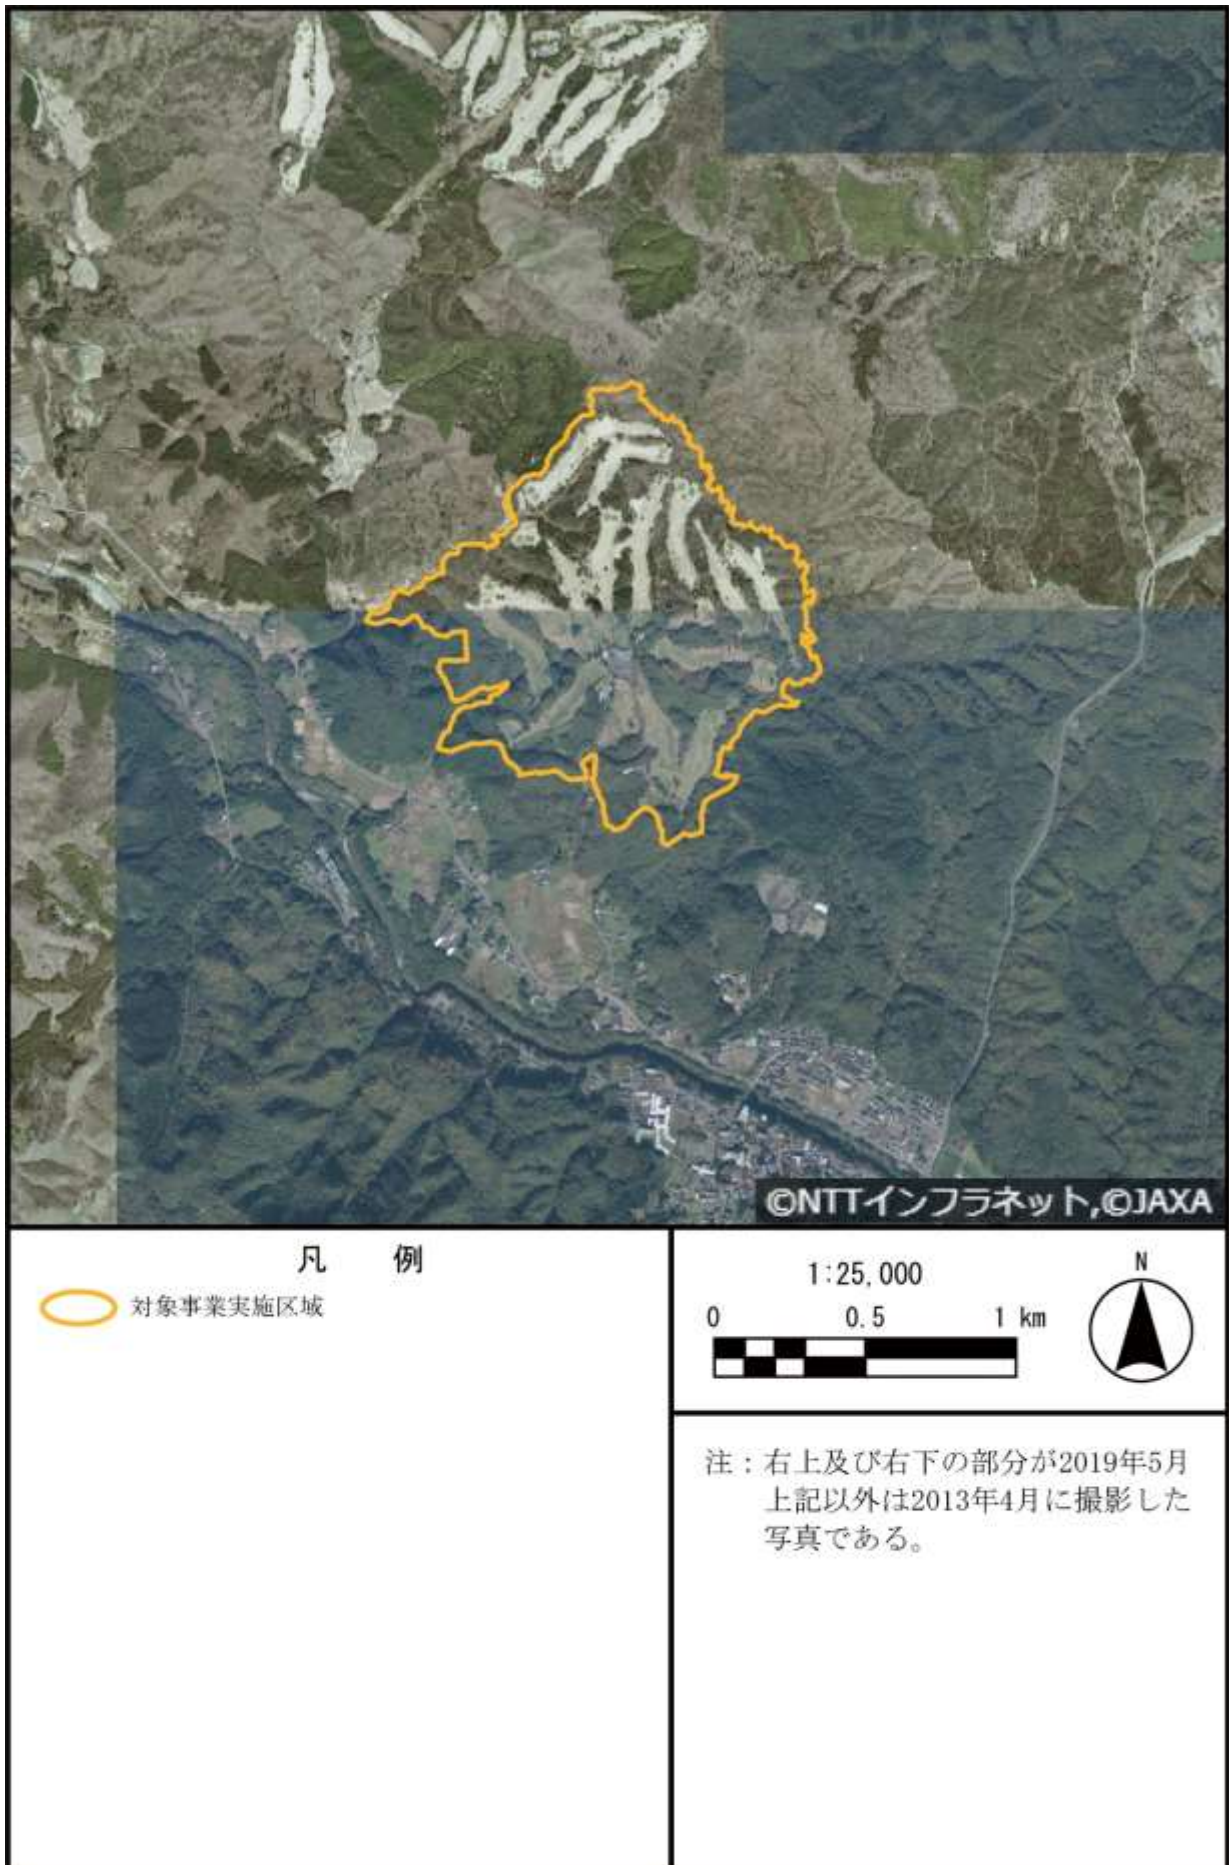 ©NTTインフラネット,©JAXA
凡 例
対象事業実施区域
1:25,000
0 0.5 1 km
N
注：右上及び右下の部分が2019年5月
上記以外は2013年4月に撮影した
写真である。